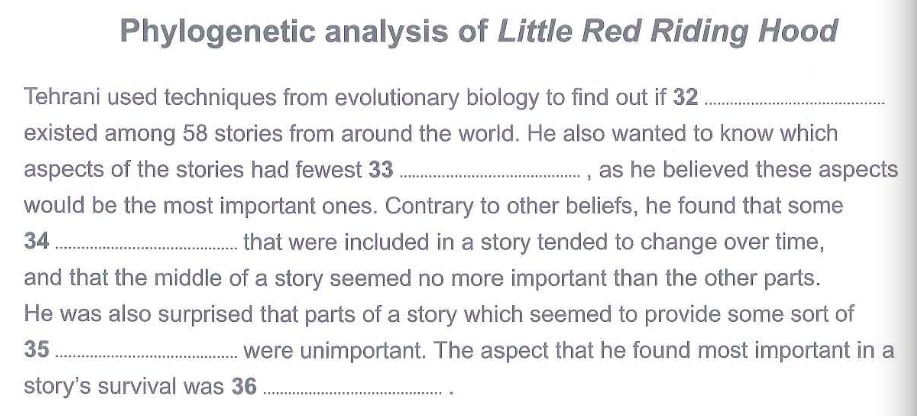 Phylogenetic analysis of Little Red Riding Hood
Tehrani used techniques from evolutionary biology to find out if 32 ........................................
existed among 58 stories from around the world. He also wanted to know which
aspects of the stories had fewest 33 ........................................ , as he believed these aspects
would be the most important ones. Contrary to other beliefs, he found that some
34 ........................................ that were included in a story tended to change over time,
and that the middle of a story seemed no more important than the other parts.
He was also surprised that parts of a story which seemed to provide some sort of
35 ........................................ were unimportant. The aspect that he found most important in a
story's survival was 36 ........................................ .